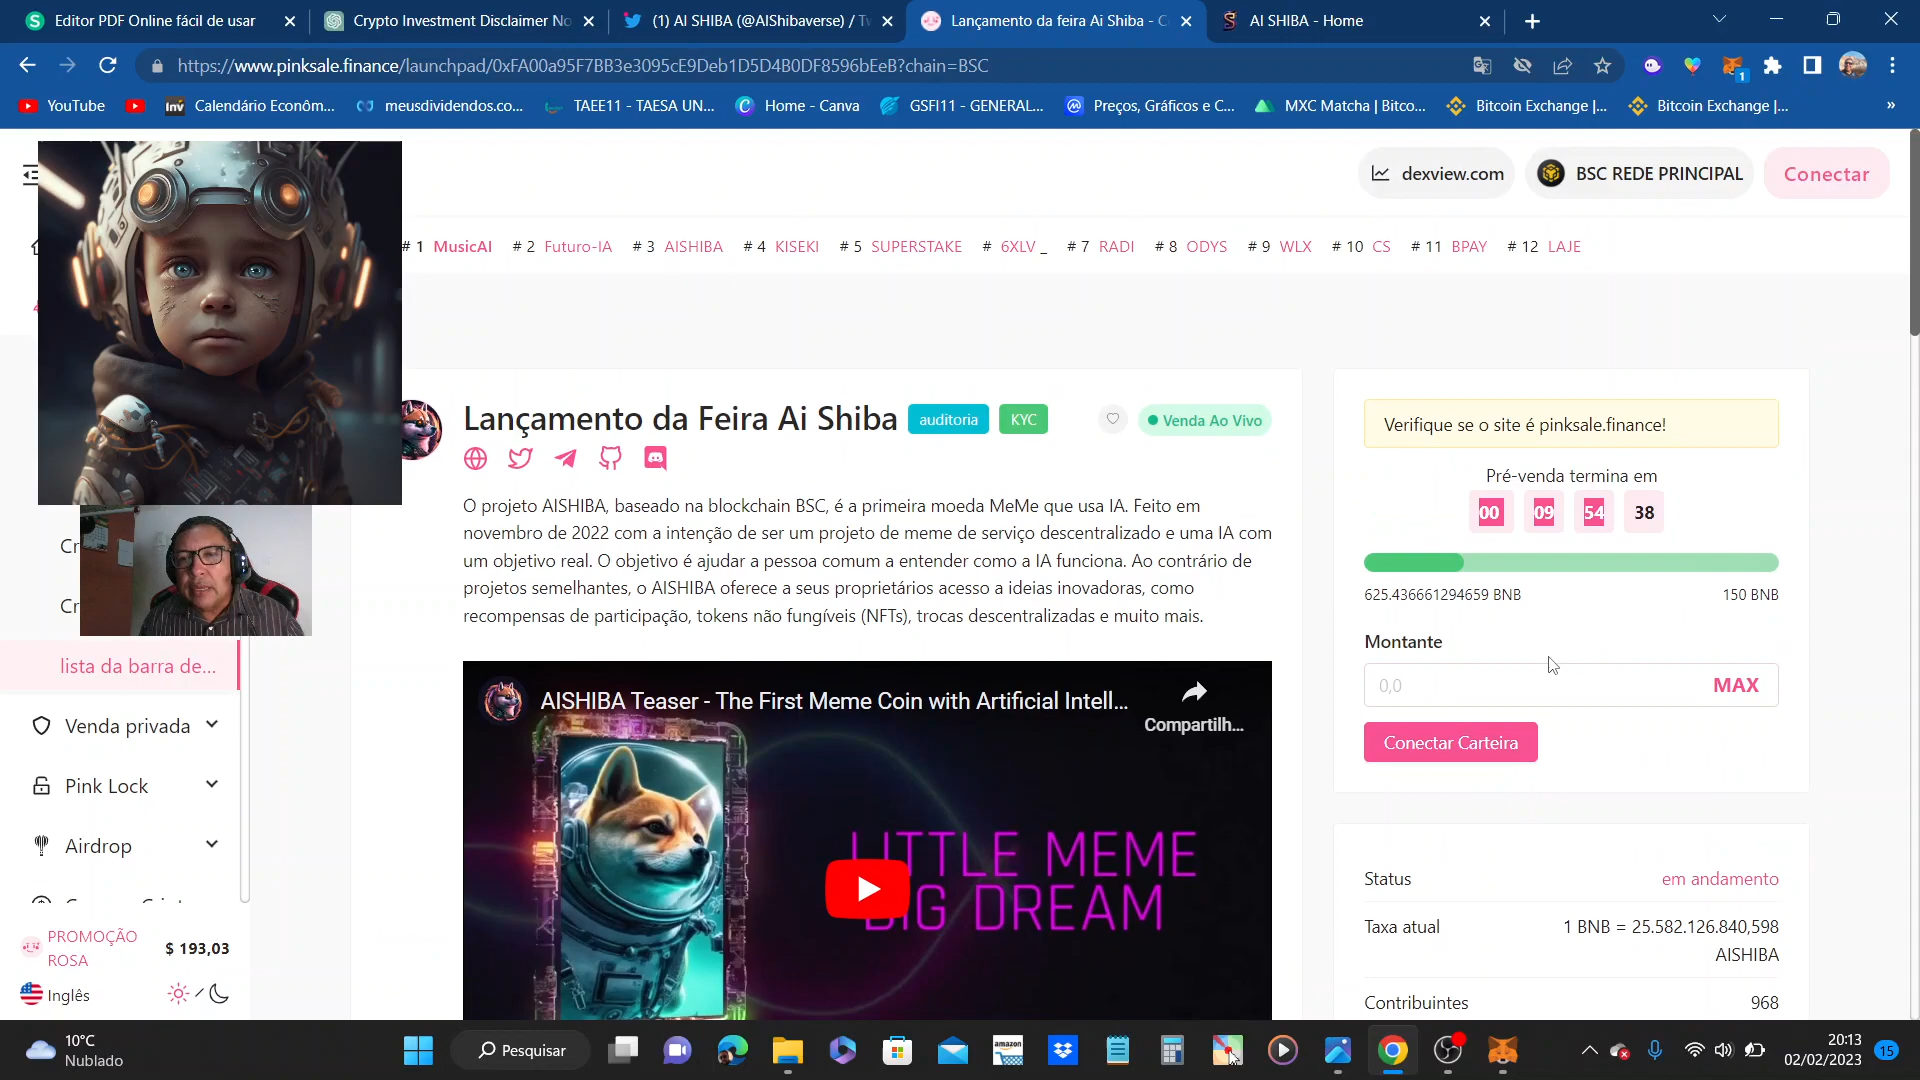 Editor PDF Online fácil de usar
Crypto Investment Disclaimer No
(1) AI SHIBA (@AIShibaverse) / Tw
Lançamento da feira Ai Shiba - C
AI SHIBA - Home
https://www.pinksale.finance/launchpad/0xFA00a95F7BB3e3095cE9Deb1D5D4B0DF8596bEeB?chain=BSC
1
YouTube
Inv Calendário Econôm...
meusdividendos.co...
TAEE11 - TAESA UN...
Home - Canva
GSFI11 - GENERAL...
Preços, Gráficos e C...
MXC Matcha | Bitco...
Bitcoin Exchange |...
Bitcoin Exchange |...
»
dexview.com
BSC REDE PRINCIPAL
Conectar
# 1 MusicAI # 2 Futuro-IA # 3 AISHIBA # 4 KISEKI # 5 SUPERSTAKE # 6XLV _ # 7 RADI # 8 ODYS # 9 WLX # 10 CS # 11 BPAY # 12 LAJE
Lançamento da Feira Ai Shiba
auditoria
KYC
Venda Ao Vivo
O projeto AISHIBA, baseado na blockchain BSC, é a primeira moeda MeMe que usa IA. Feito em
novembro de 2022 com a intenção de ser um projeto de meme de serviço descentralizado e uma IA com
um objetivo real. O objetivo é ajudar a pessoa comum a entender como a IA funciona. Ao contrário de
projetos semelhantes, o AISHIBA oferece a seus proprietários acesso a ideias inovadoras, como
recompensas de participação, tokens não fungíveis (NFTs), trocas descentralizadas e muito mais.
AISHIBA Teaser - The First Meme Coin with Artificial Intell...
Compartilh...
LITTLE MEME
BIG DREAM
Verifique se o site é pinksale.finance!
Pré-venda termina em
00 09 54 38
625.436661294659 BNB
150 BNB
Montante
0,0
MAX
Conectar Carteira
Status
em andamento
Taxa atual
1 BNB = 25.582.126.840,598
AISHIBA
Contribuintes
968
Cr
Cr
lista da barra de...
Venda privada
Pink Lock
Airdrop
PROMOÇÃO
ROSA
$ 193,03
Inglês
10°C
Nublado
Pesquisar
amazon
20:13
02/02/2023
15